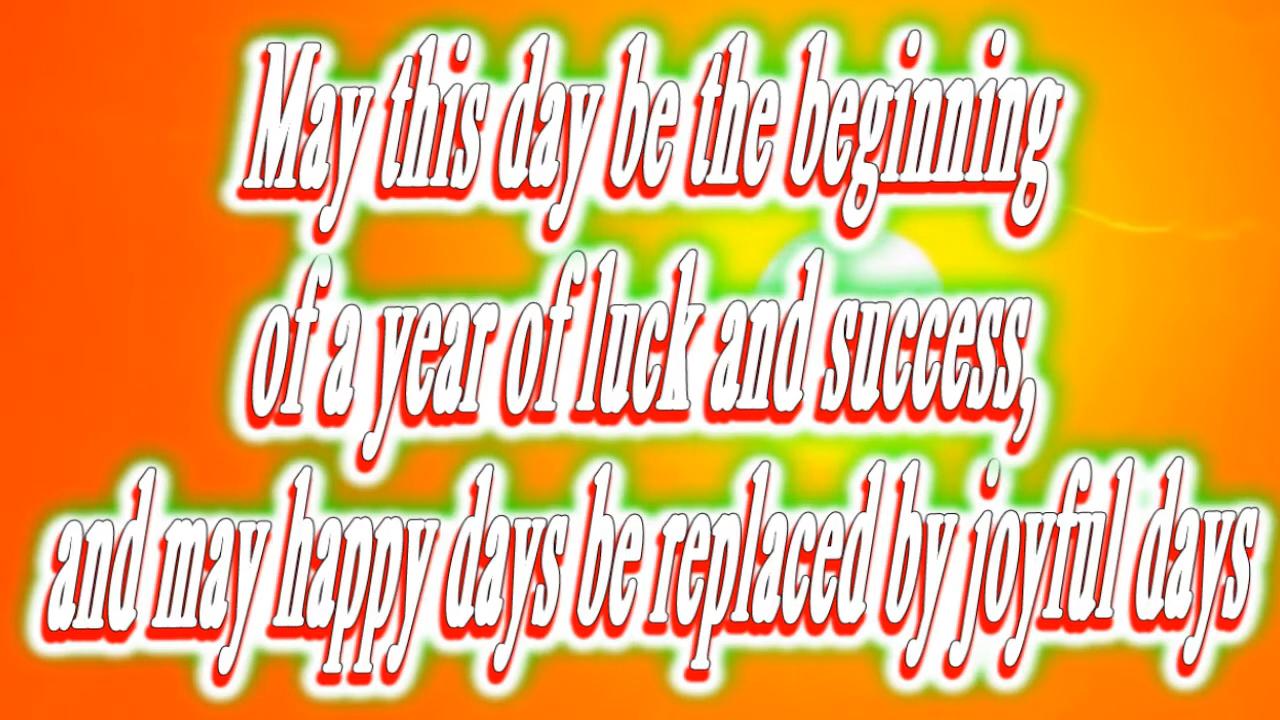 May this day be the beginning
of a year of luck and success,
and may happy days be replaced by joyful days